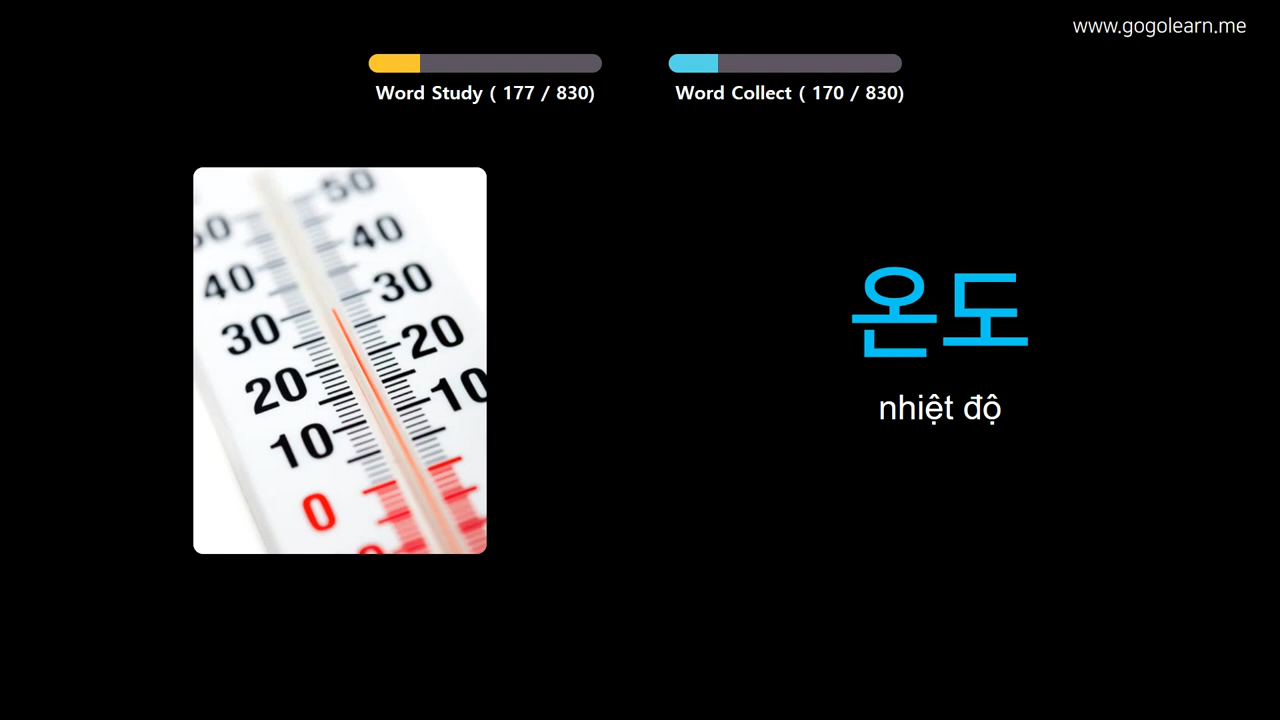 www.gogolearn.me
Word Study ( 177 / 830)
Word Collect ( 170 / 830)
50
40
30
20
10
40
30
20
10
0
온도
nhiệt độ